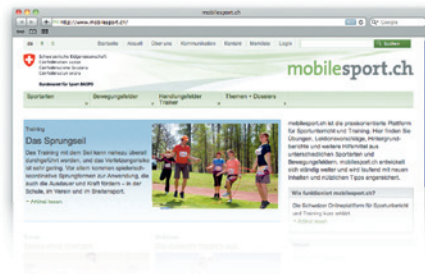 mobilesport.ch
http://www.mobilesport.ch/
Google
de f i
Startseite Aktuell Über uns Kommunikation Kontakt Merkliste Login
Suchen
Schweizerische Eidgenossenschaft
Confédération suisse
Confederazione Svizzera
Confederaziun svizra
Bundesamt für Sport BASPO
mobilesport.ch
Sportarten Bewegungsfelder Handlungsfelder Trainer Themen + Dossiers
Training
Das Sprungseil
Das Training mit dem Seil kann nahezu überall
durchgeführt werden, und das Verletzungsrisiko
ist sehr gering. Vor allem kommen spielerisch-
koordinative Sprungformen zur Anwendung, die
auch die Ausdauer und Kraft fördern – in der
Schule, im Verein und im Breitensport.
Artikel lesen
mobilesport.ch ist die praxisorientierte Plattform
für Sportunterricht und Training. Hier finden Sie
Übungen, Lektionsvorschläge, Hintergrund-
berichte und weitere Hilfsmittel aus
unterschiedlichen Sportarten und
Bewegungsfeldern. mobilesport.ch entwickelt
sich ständig weiter und wird laufend mit neuen
Inhalten und nützlichen Tipps angereichert.
Wie funktioniert mobilesport.ch?
Die Schweizer Onlineplattform für Sportunterricht
und Training kurz erklärt.
Artikel lesen